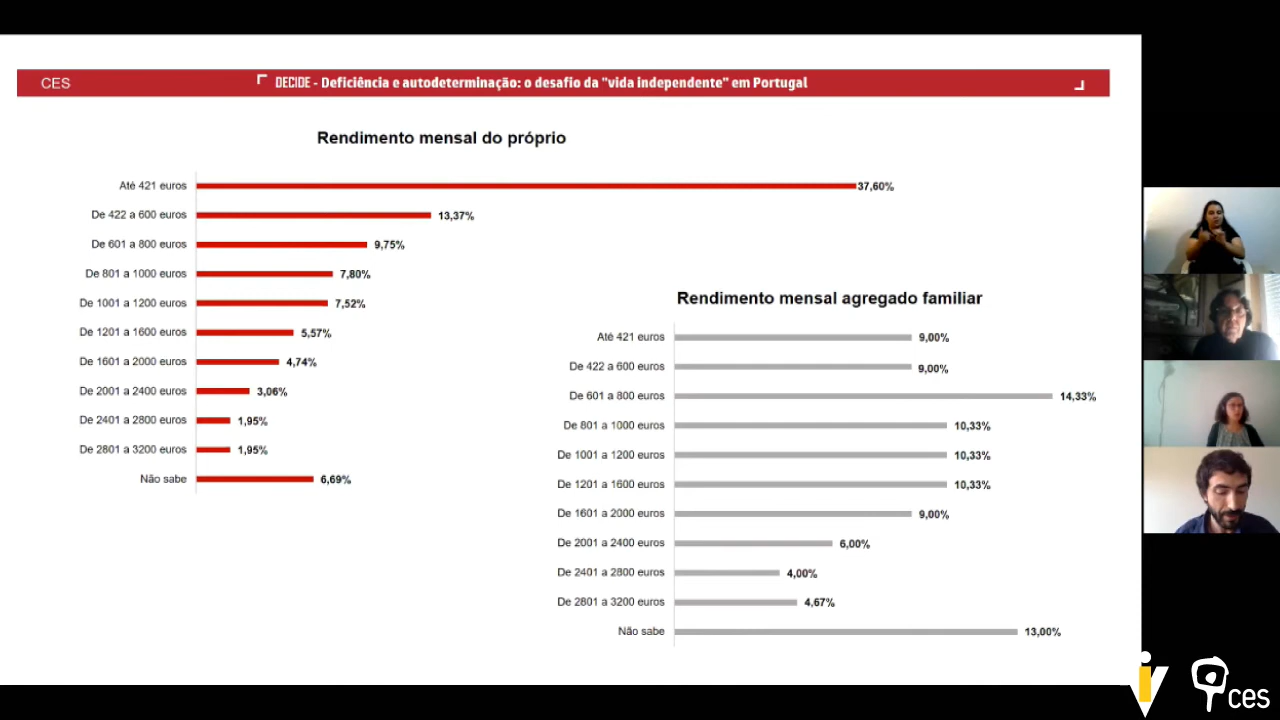 CES
DECIDE - Deficiência e autodeterminação: o desafio da "vida independente" em Portugal
Rendimento mensal do próprio
Até 421 euros 37,60%
De 422 a 600 euros 13,37%
De 601 a 800 euros 9,75%
De 801 a 1000 euros 7,80%
De 1001 a 1200 euros 7,52%
De 1201 a 1600 euros 5,57%
De 1601 a 2000 euros 4,74%
De 2001 a 2400 euros 3,06%
De 2401 a 2800 euros 1,95%
De 2801 a 3200 euros 1,95%
Não sabe 6,69%
Rendimento mensal agregado familiar
Até 421 euros 9,00%
De 422 a 600 euros 9,00%
De 601 a 800 euros 14,33%
De 801 a 1000 euros 10,33%
De 1001 a 1200 euros 10,33%
De 1201 a 1600 euros 10,33%
De 1601 a 2000 euros 9,00%
De 2001 a 2400 euros 6,00%
De 2401 a 2800 euros 4,00%
De 2801 a 3200 euros 4,67%
Não sabe 13,00%
iV
ces